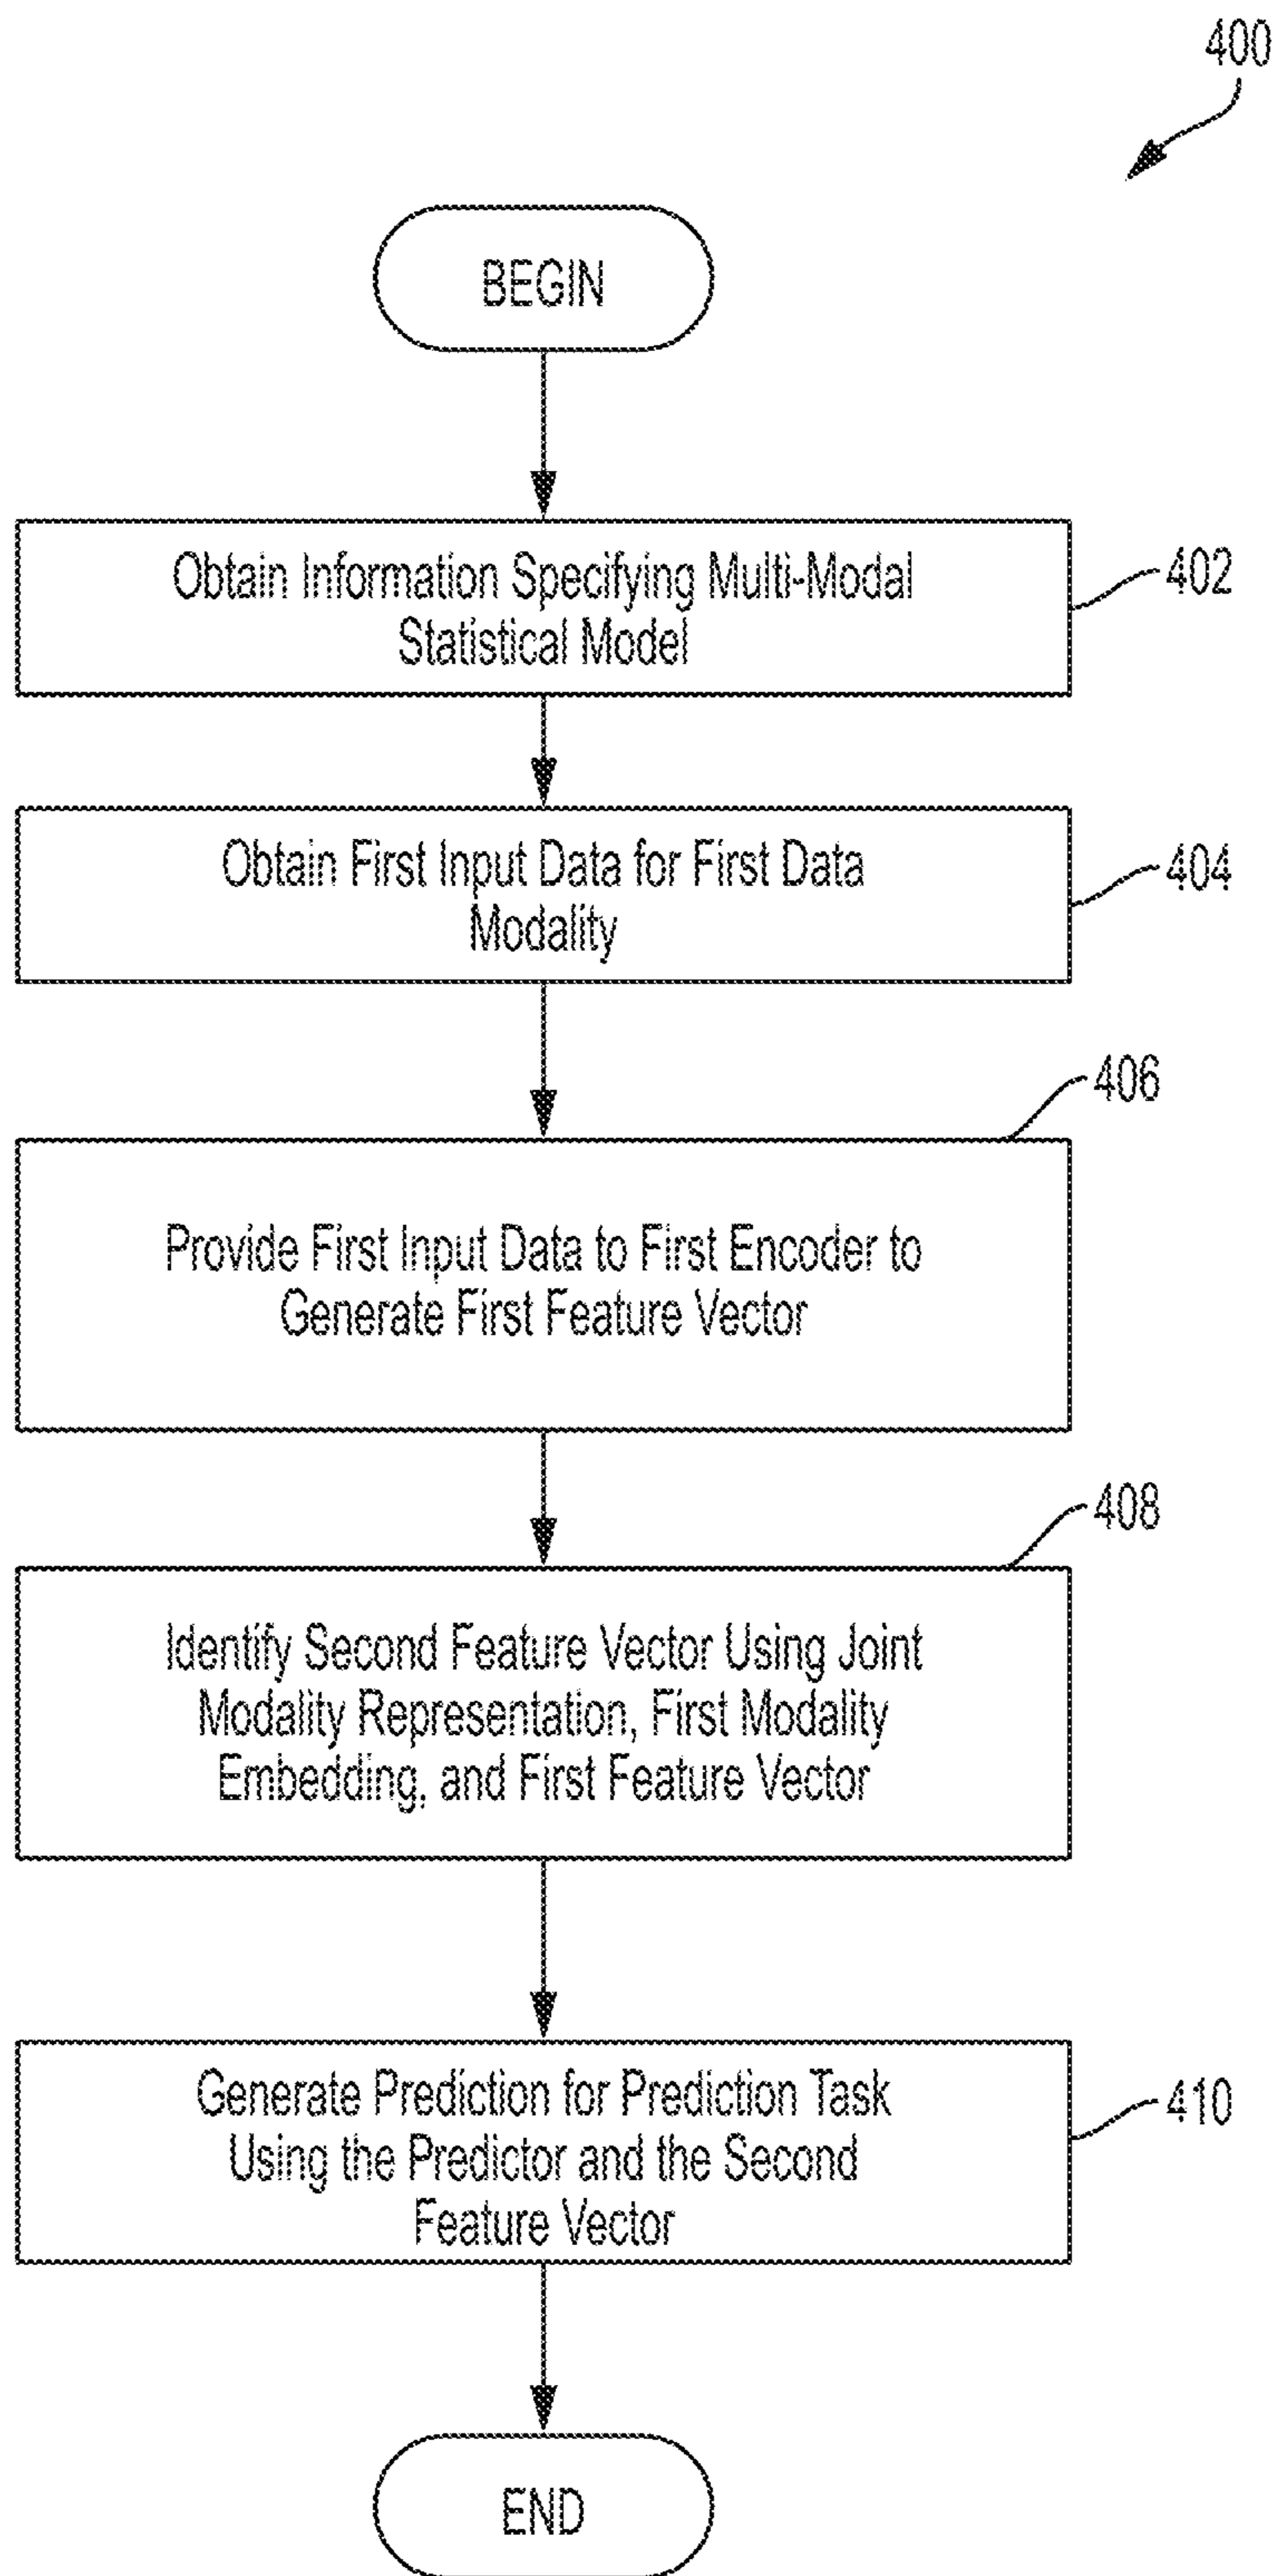 400
BEGIN
Obtain Information Specifying Multi-Modal
Statistical Model
402
Obtain First Input Data for First Data
Modality
404
406
Provide First Input Data to First Encoder to
Generate First Feature Vector
408
Identify Second Feature Vector Using Joint
Modality Representation, First Modality
Embedding, and First Feature Vector
Generate Prediction for Prediction Task
Using the Predictor and the Second
Feature Vector
410
END